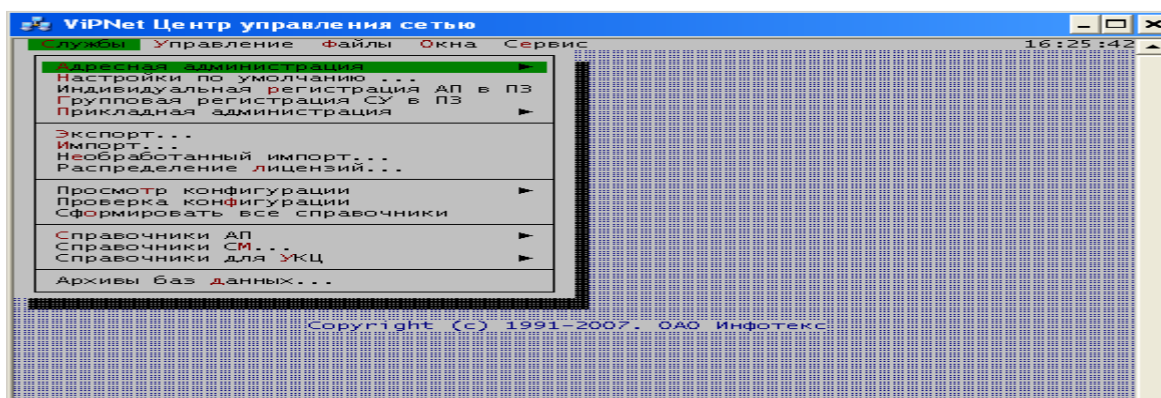 ViPNet Центр управления сетью
Службы Управление Файлы Окна Сервис 16:25:42
Адресная администрация
Настройки по умолчанию ...
Индивидуальная регистрация АП в ПЗ
Групповая регистрация СУ в ПЗ
Прикладная администрация
Экспорт...
Импорт...
Необработанный импорт...
Распределение лицензий...
Просмотр конфигурации
Проверка конфигурации
Сформировать все справочники
Справочники АП
Справочники СМ...
Справочники для УКЦ
Архивы баз данных...
Copyright (c) 1991-2007. ОАО Инфотекс